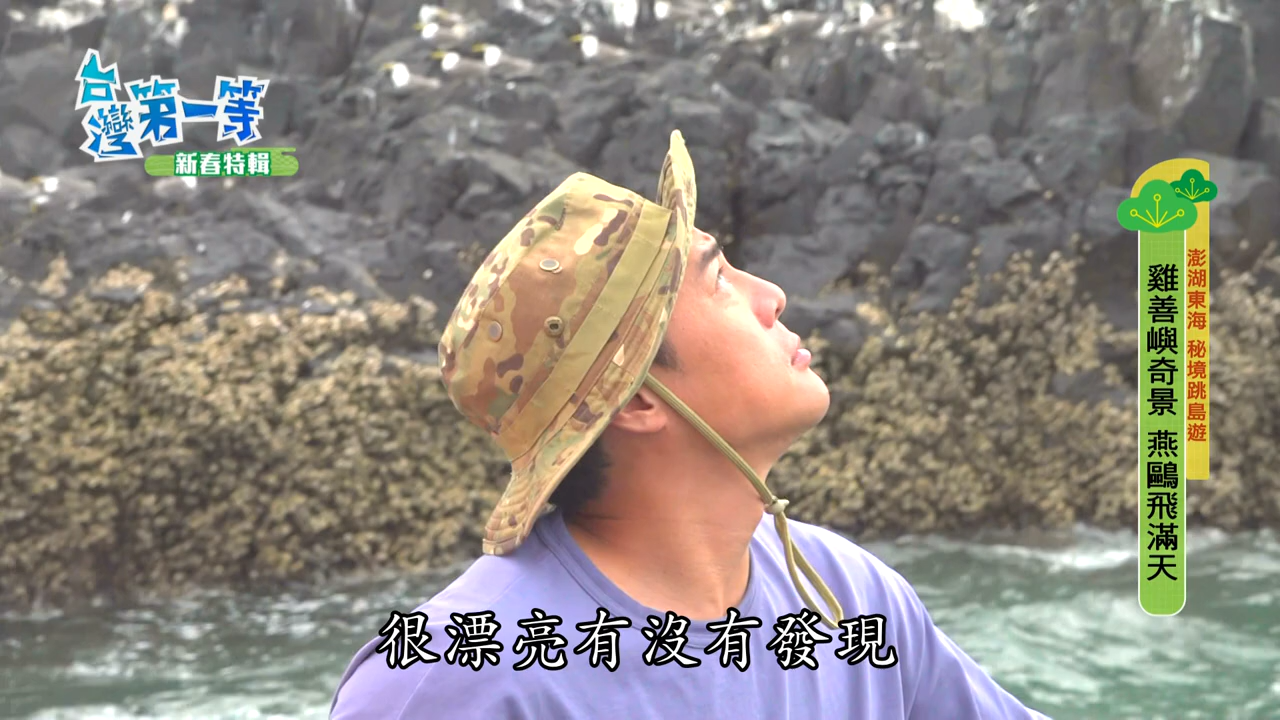 台灣第一等
新春特輯
澎湖東海 秘境跳島遊
雞善嶼奇景 燕鷗飛滿天
很漂亮有沒有發現